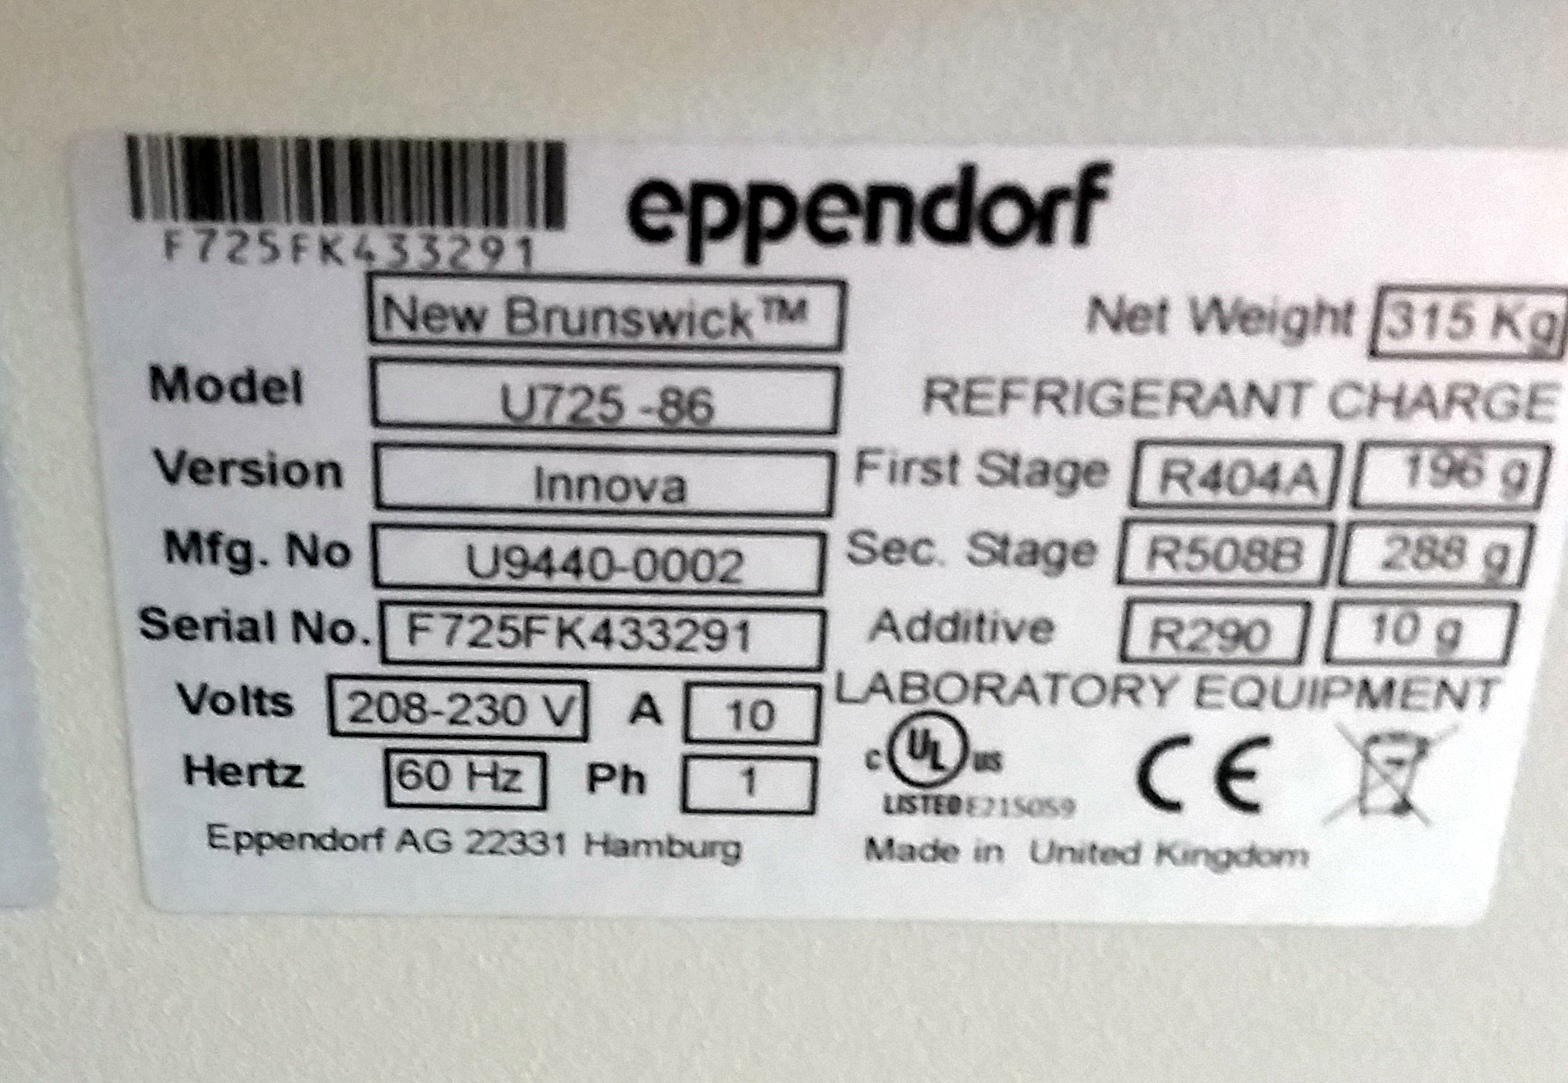 eppendorf
F725FK433291
New Brunswick™ Net Weight 315 Kg
Model U725 -86 REFRIGERANT CHARGE
Version Innova First Stage R404A 196 g
Mfg. No U9440-0002 Sec. Stage R508B 288 g
Serial No. F725FK433291 Additive R290 10 g
Volts 208-230 V A 10 LABORATORY EQUIPMENT
Hertz 60 Hz Ph 1 C UL US CE
LISTED E215059
Eppendorf AG 22331 Hamburg Made in United Kingdom